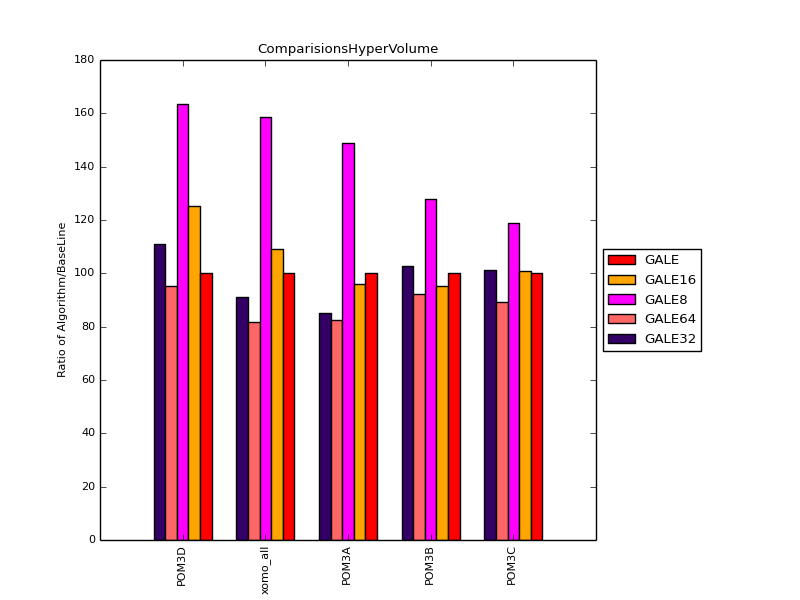 ComparisionsHyperVolume
180
160
140
120
100
80
60
40
20
0
Ratio of Algorithm/BaseLine
POM3D
xomo_all
POM3A
POM3B
POM3C
GALE
GALE16
GALE8
GALE64
GALE32